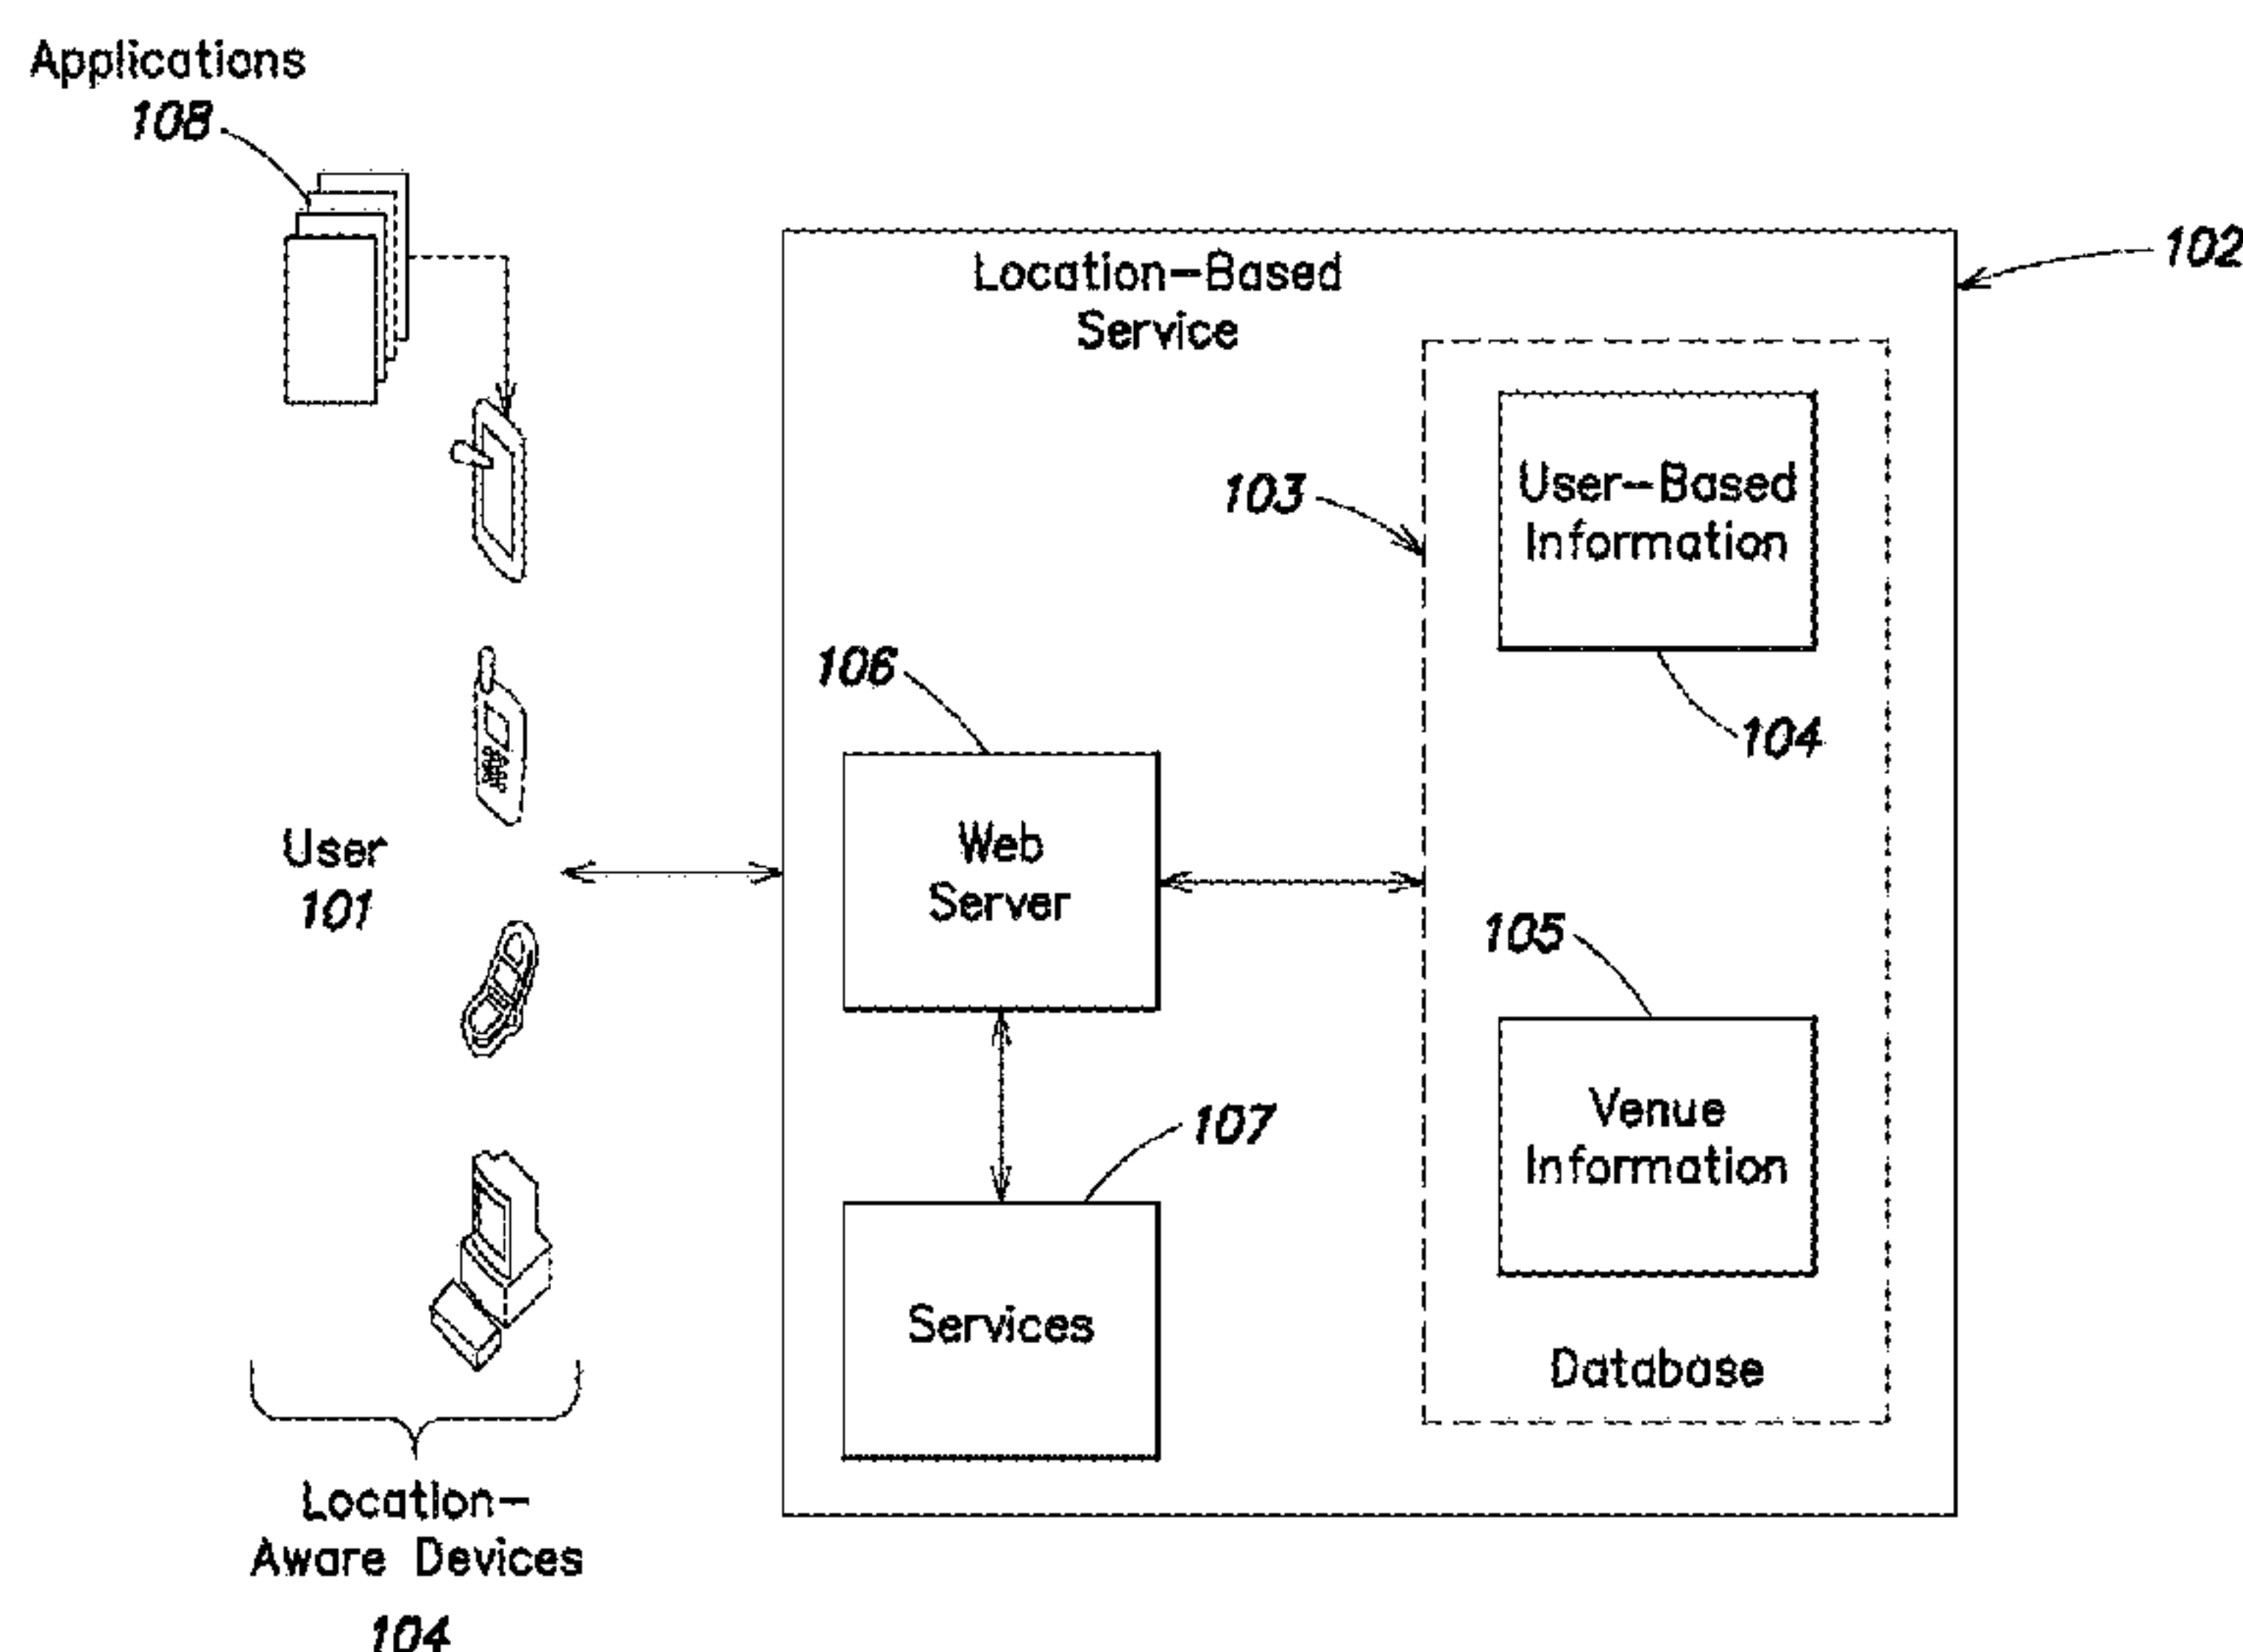 Applications
108
102
Location-Based
Service
103
User-Based
Information
104
106
Web
Server
User
101
105
Venue
Information
107
Services
Database
Location-
Aware Devices
104